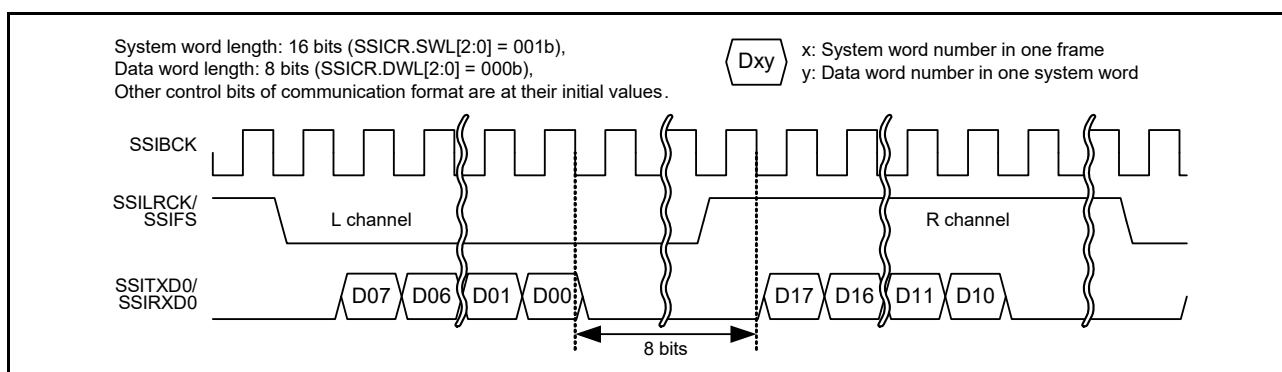 System word length: 16 bits (SSICR.SWL[2:0] = 001b),
Data word length: 8 bits (SSICR.DWL[2:0] = 000b),
Other control bits of communication format are at their initial values.
Dxy
x: System word number in one frame
y: Data word number in one system word
SSIBCK
SSILRCK/
SSIFS
L channel
R channel
SSITXD0/
SSIRXD0
D07 D06 D01 D00 D17 D16 D11 D10
8 bits